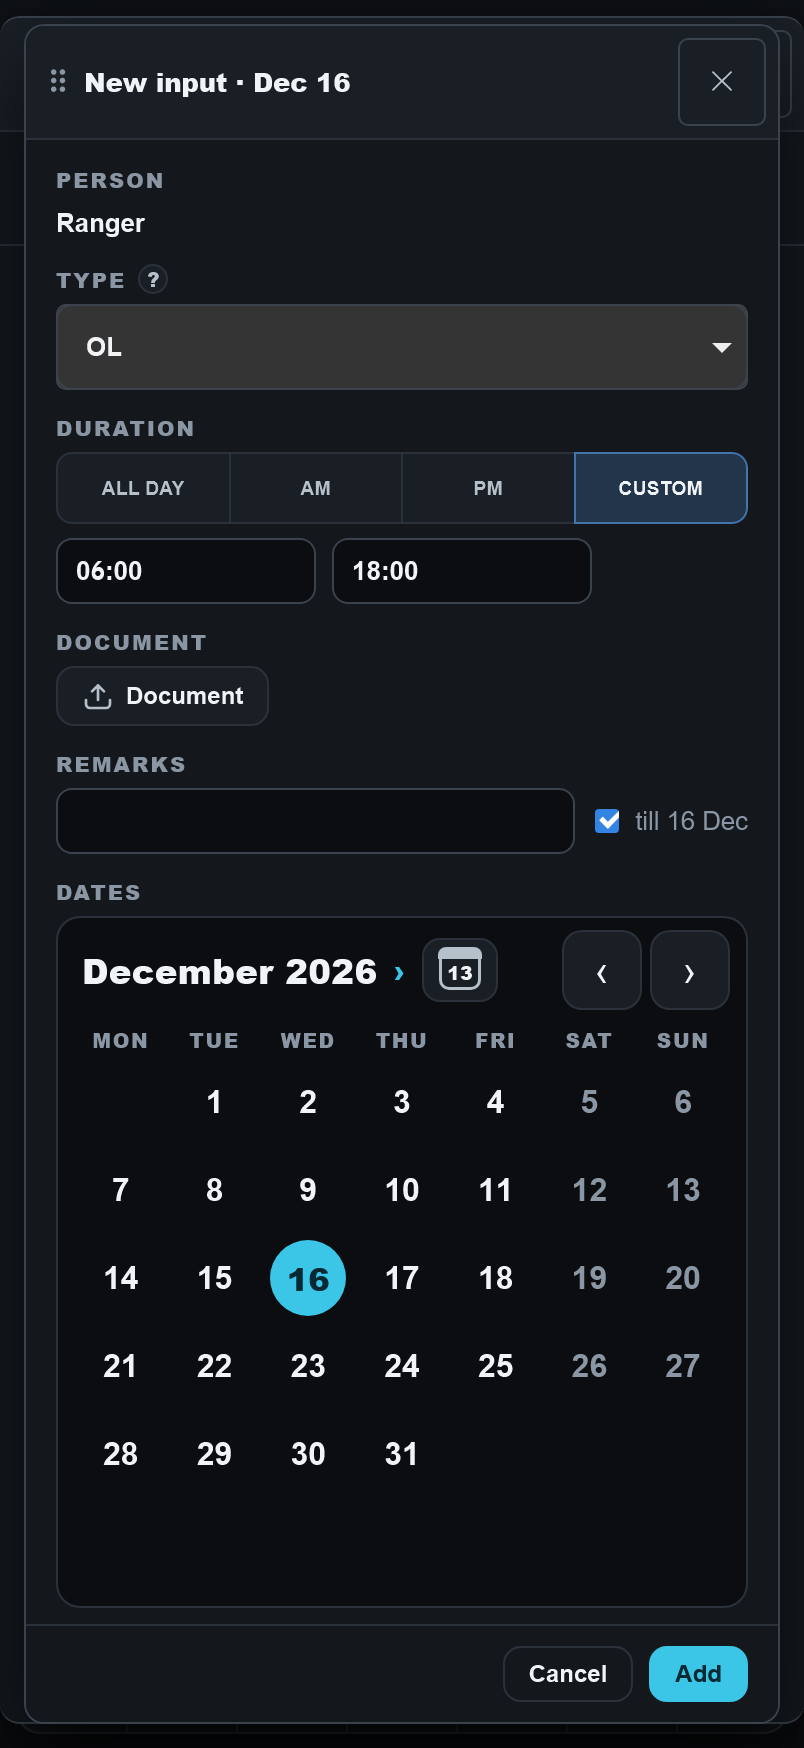 New input · Dec 16
PERSON
Ranger
TYPE ?
OL
DURATION
ALL DAY AM PM CUSTOM
06:00 18:00
DOCUMENT
Document
REMARKS
till 16 Dec
DATES
December 2026 › 13 ‹ ›
MON TUE WED THU FRI SAT SUN
1 2 3 4 5 6
7 8 9 10 11 12 13
14 15 16 17 18 19 20
21 22 23 24 25 26 27
28 29 30 31
Cancel Add